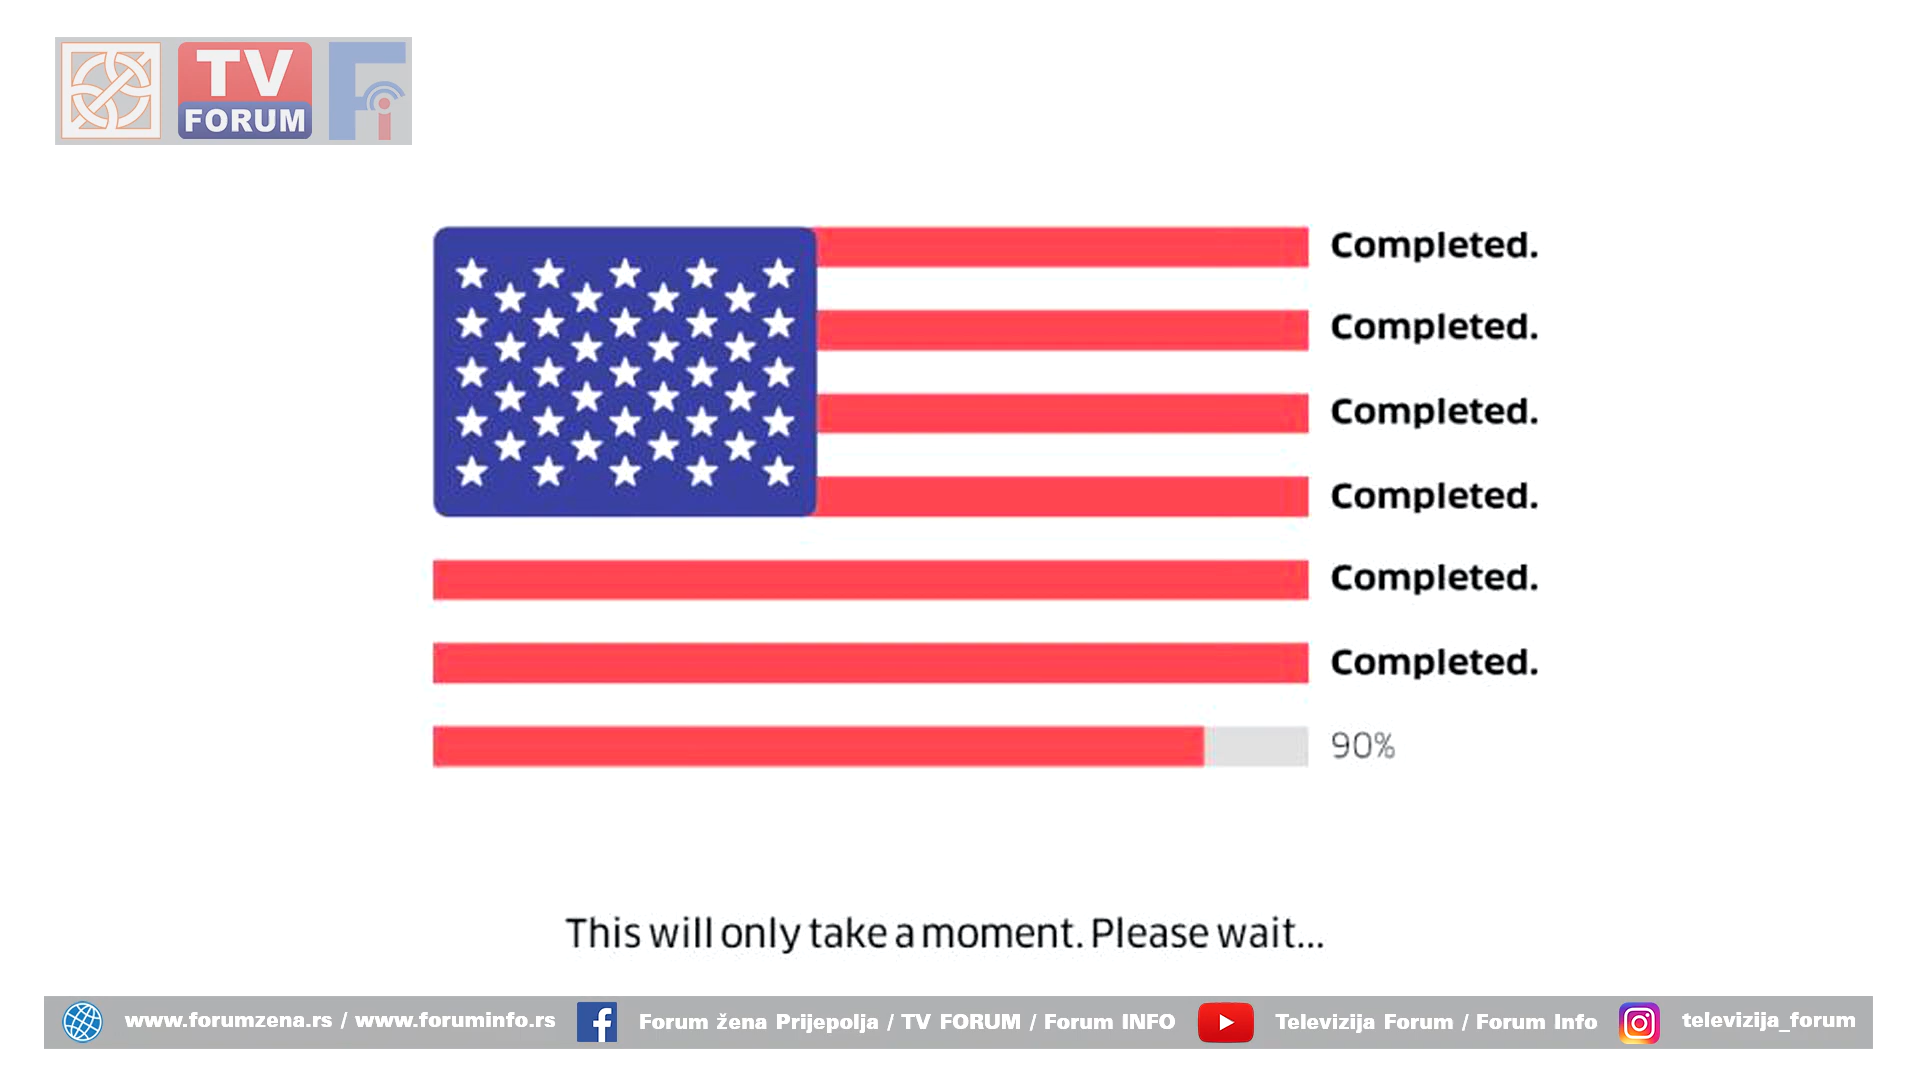 TV
FORUM
Fi
Completed.
Completed.
Completed.
Completed.
Completed.
Completed.
90%
This will only take a moment. Please wait...
www.forumzena.rs / www.foruminfo.rs
Forum žena Prijepolja / TV FORUM / Forum INFO
Televizija Forum / Forum Info
televizija_forum